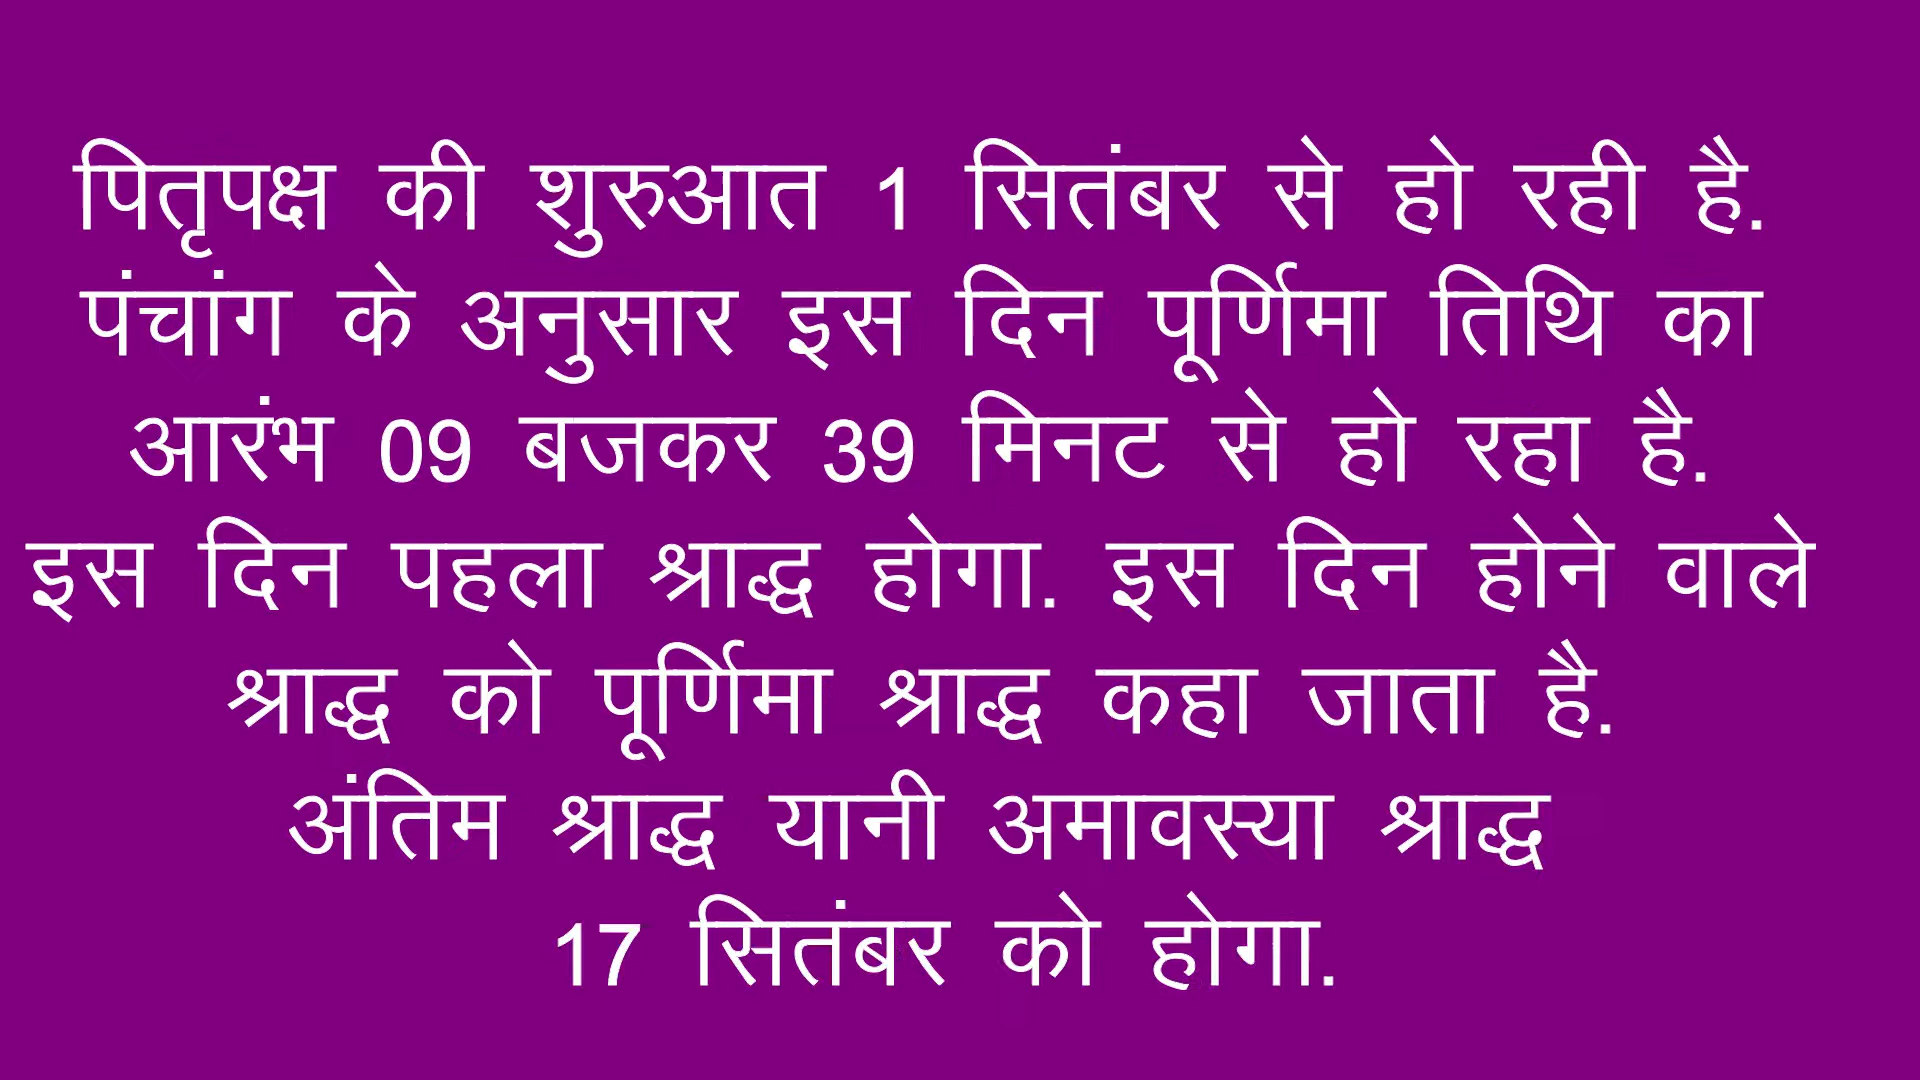 पितृपक्ष की शुरुआत 1 सितंबर से हो रही है.
पंचांग के अनुसार इस दिन पूर्णिमा तिथि का
आरंभ 09 बजकर 39 मिनट से हो रहा है.
इस दिन पहला श्राद्ध होगा. इस दिन होने वाले
श्राद्ध को पूर्णिमा श्राद्ध कहा जाता है.
अंतिम श्राद्ध यानी अमावस्या श्राद्ध
17 सितंबर को होगा.